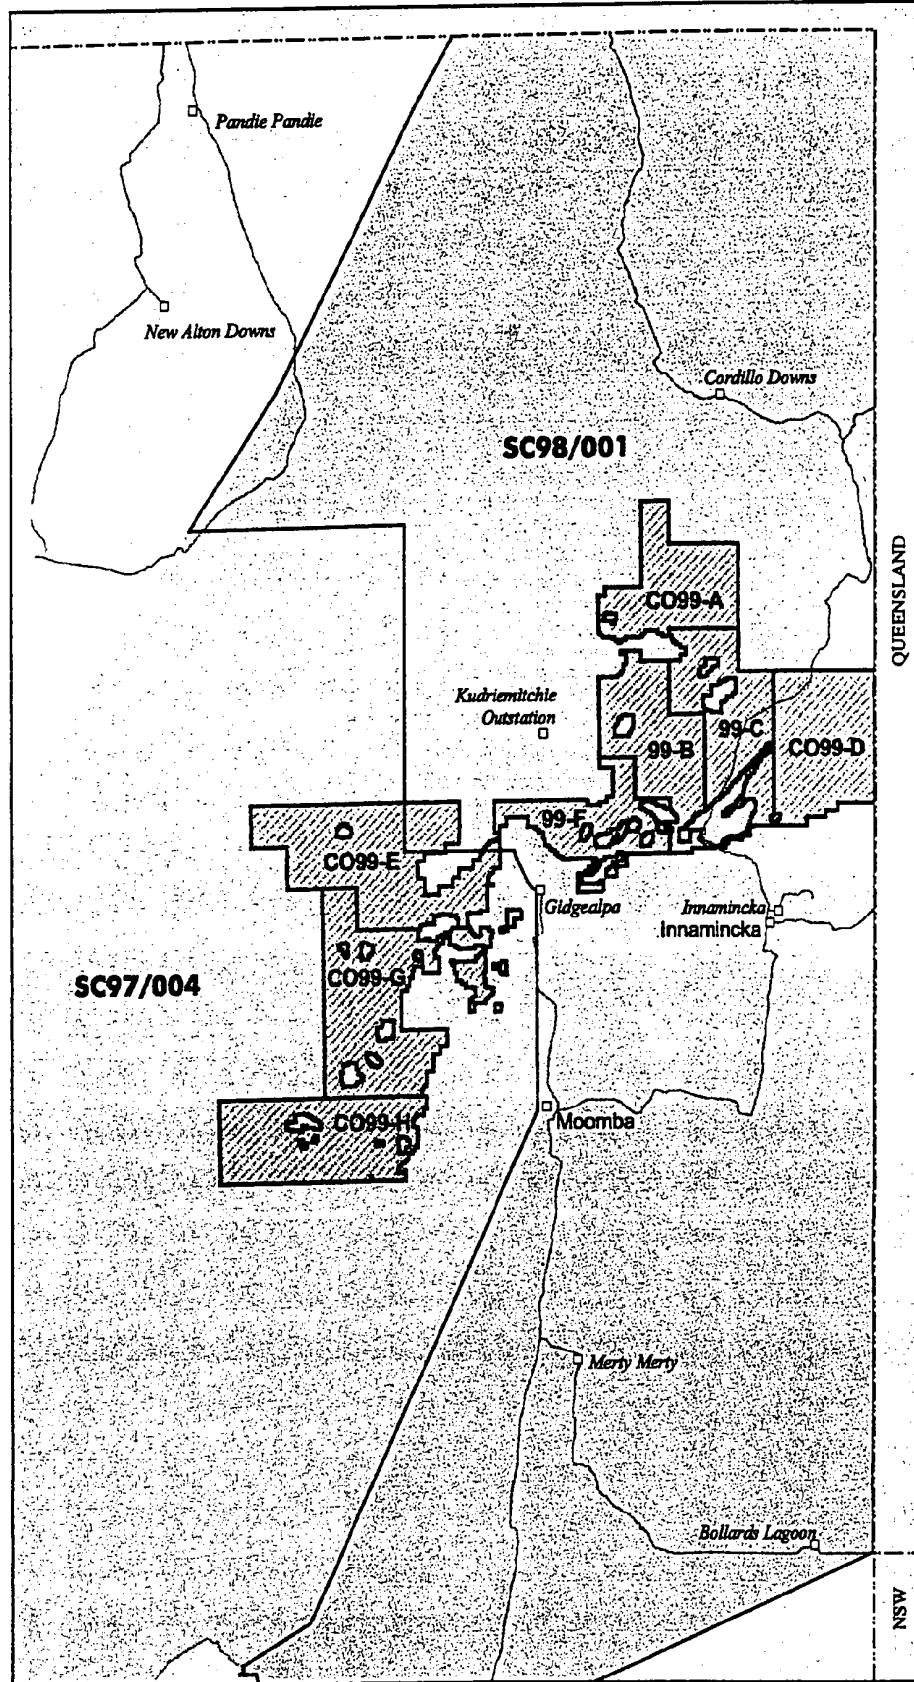 Pandie Pandie
New Alton Downs
Cordillo Downs
SC98/001
QUEENSLAND
CO99-A
Kudriemitchie
Outstation
99-B
99-C
CO99-D
99-F
CO99-E
Gidgealpa
Innamincka
Innamincka
CO99-G
SC97/004
Moomba
CO99-H
Merty Merty
Bollards Lagoon
NSW